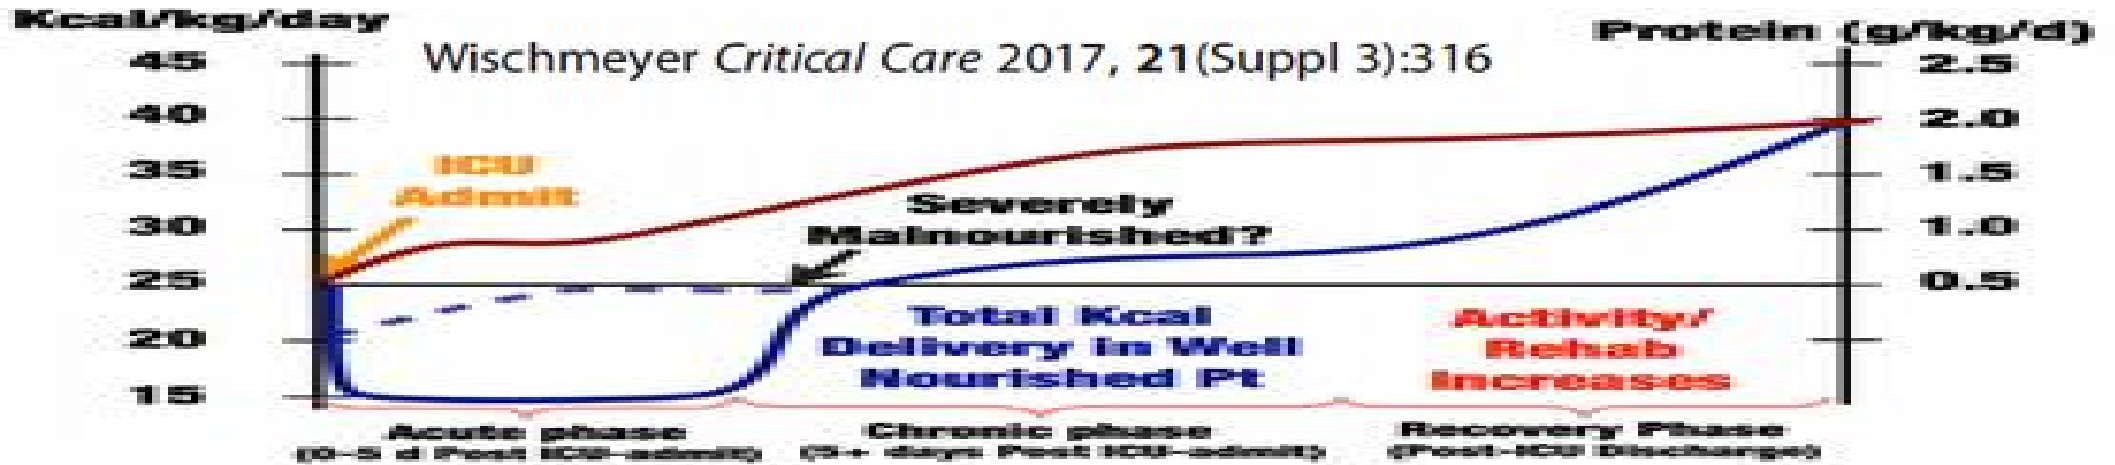 Kcal/kg/day
Protein (g/kg/d)
Wischmeyer Critical Care 2017, 21(Suppl 3):316
45
40
35
30
25
20
15
2.5
2.0
1.5
1.0
0.5
ICU
Admit
Severely
Malnourished?
Total Kcal
Delivery in Well
Nourished Pt
Activity/
Rehab
Increases
Acute phase
(0-5 d Post ICU-admit)
Chronic phase
(5+ days Post ICU-admit)
Recovery Phase
(Post-ICU Discharge)